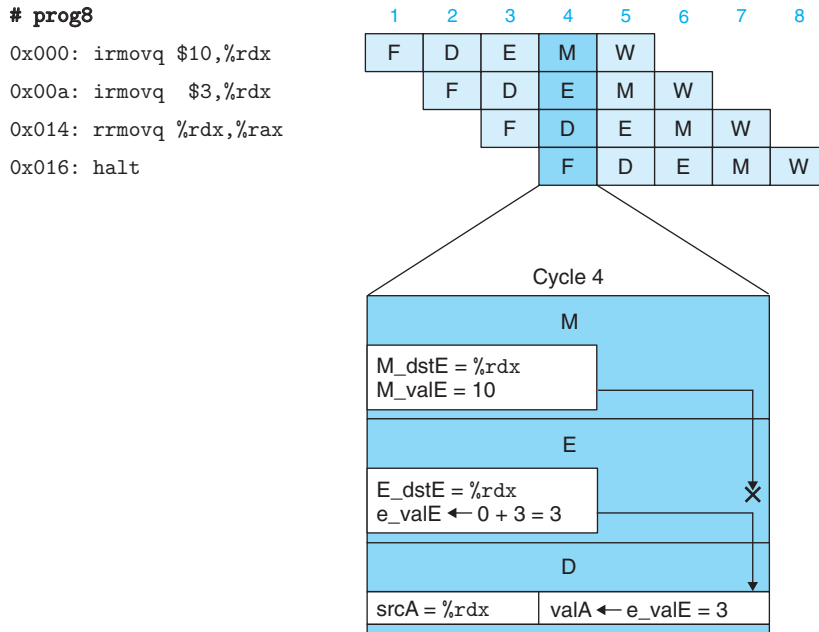 # prog8
1 2 3 4 5 6 7 8
0x000: irmovq $10,%rdx F D E M W
0x00a: irmovq $3,%rdx F D E M W
0x014: rrmovq %rdx,%rax F D E M W
0x016: halt F D E M W
Cycle 4
M
M_dstE = %rdx
M_valE = 10
E
E_dstE = %rdx
e_valE ← 0 + 3 = 3
D
srcA = %rdx valA ← e_valE = 3